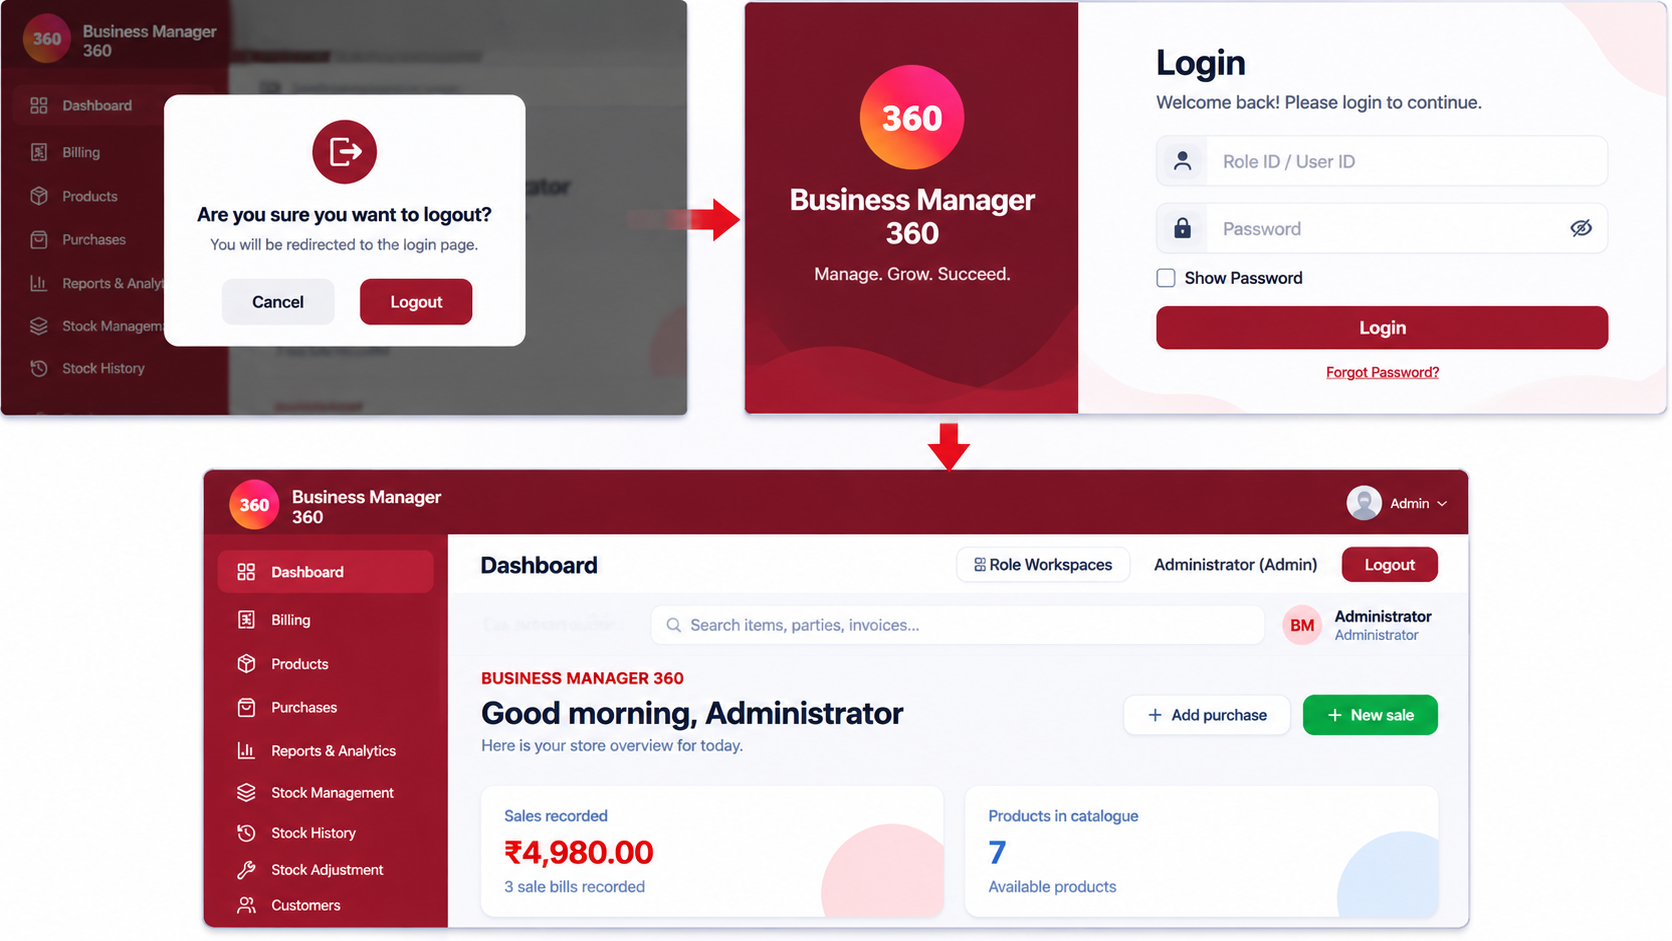 360
Business Manager
360
Dashboard
Billing
Products
Purchases
Reports & Analyt
Stock Managem
Stock History
Are you sure you want to logout?
You will be redirected to the login page.
Cancel
Logout
360
Business Manager
360
Manage. Grow. Succeed.
Login
Welcome back! Please login to continue.
Role ID / User ID
Password
Show Password
Login
Forgot Password?
360
Business Manager
360
Admin
Dashboard
Billing
Products
Purchases
Reports & Analytics
Stock Management
Stock History
Stock Adjustment
Customers
Dashboard
Role Workspaces
Administrator (Admin)
Logout
Search items, parties, invoices...
BM
Administrator
Administrator
BUSINESS MANAGER 360
Good morning, Administrator
Here is your store overview for today.
+ Add purchase
+ New sale
Sales recorded
₹4,980.00
3 sale bills recorded
Products in catalogue
7
Available products